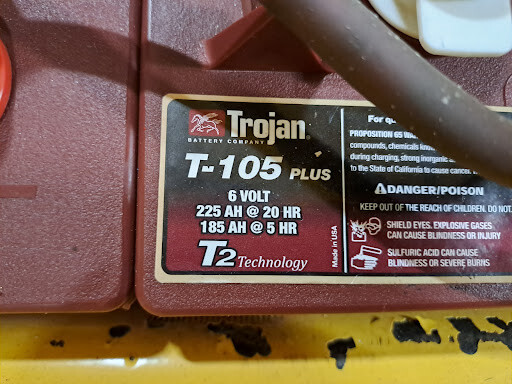 Trojan
BATTERY COMPANY
T-105 PLUS
6 VOLT
225 AH @ 20 HR
185 AH @ 5 HR
T2 Technology
Made in USA
For
PROPOSITION 65
compounds, chemicals
during charging, strong inorganic
to the State of California to cause cancer.
DANGER/POISON
KEEP OUT OF THE REACH OF CHILDREN. DO NOT
SHIELD EYES. EXPLOSIVE GASES
CAN CAUSE BLINDNESS OR INJURY
SULFURIC ACID CAN CAUSE
BLINDNESS OR SEVERE BURNS